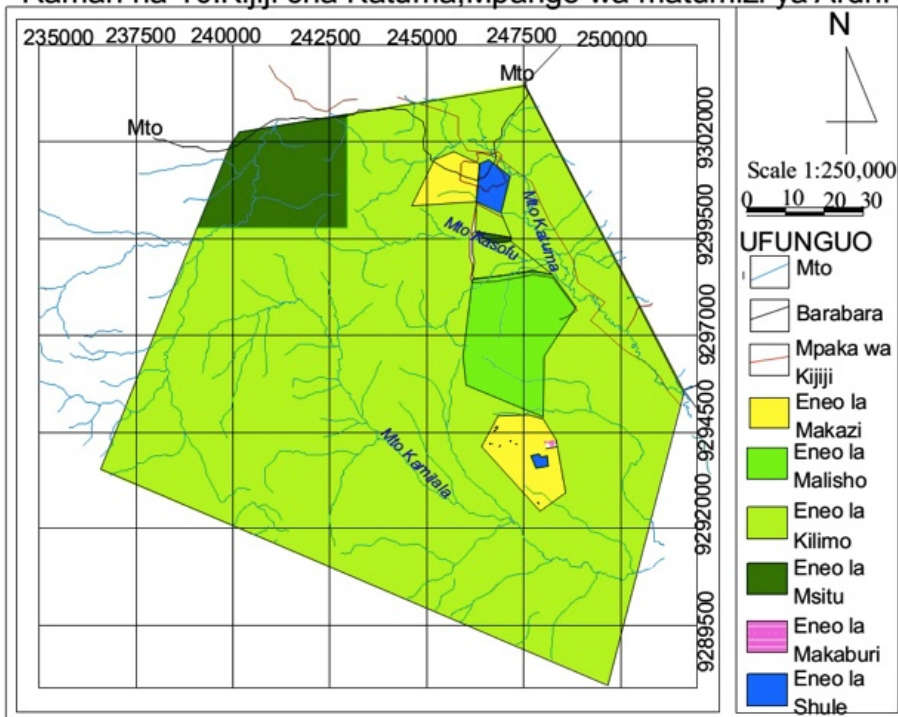 Ramani na 10.Kijiji cha Katuma,Mpango wa matumizi ya Ardhi
235000 237500 240000 242500 245000 247500 250000
Mto
Mto
Mto Katuma
Mto Kasofu
Mto Kamilala
9302000
9299500
9297000
9294500
9292000
9289500
N
Scale 1:250,000
0 10 20 30
UFUNGUO
Mto
Barabara
Mpaka wa
Kijiji
Eneo la
Makazi
Eneo la
Malisho
Eneo la
Kilimo
Eneo la
Msitu
Eneo la
Makaburi
Eneo la
Shule